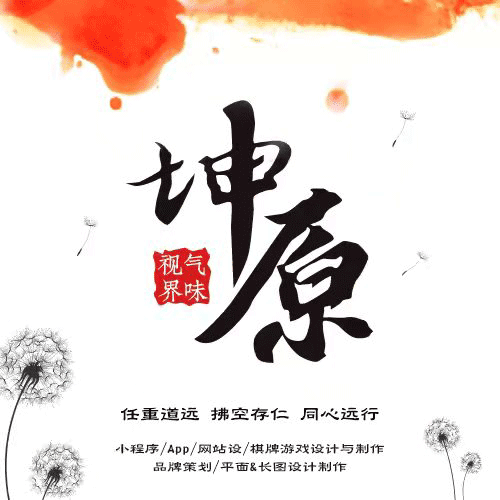 坤原
气味
视界
任重道远 拂空存仁 同心远行
小程序/App/网站设/棋牌游戏设计与制作
品牌策划/平面&长图设计制作